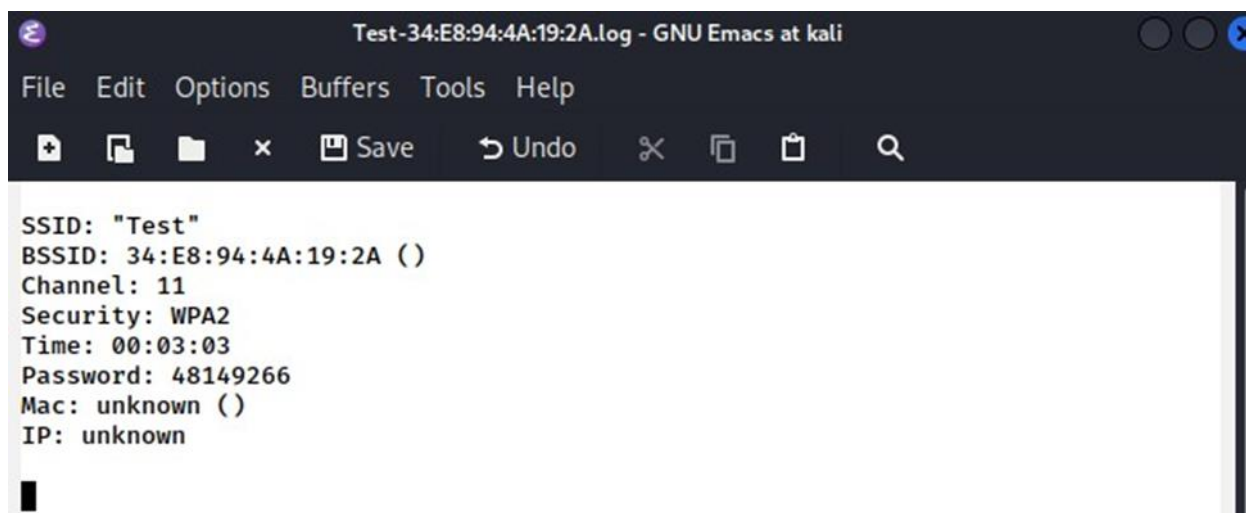 Test-34:E8:94:4A:19:2A.log - GNU Emacs at kali
File Edit Options Buffers Tools Help
Save Undo
SSID: "Test"
BSSID: 34:E8:94:4A:19:2A ()
Channel: 11
Security: WPA2
Time: 00:03:03
Password: 48149266
Mac: unknown ()
IP: unknown